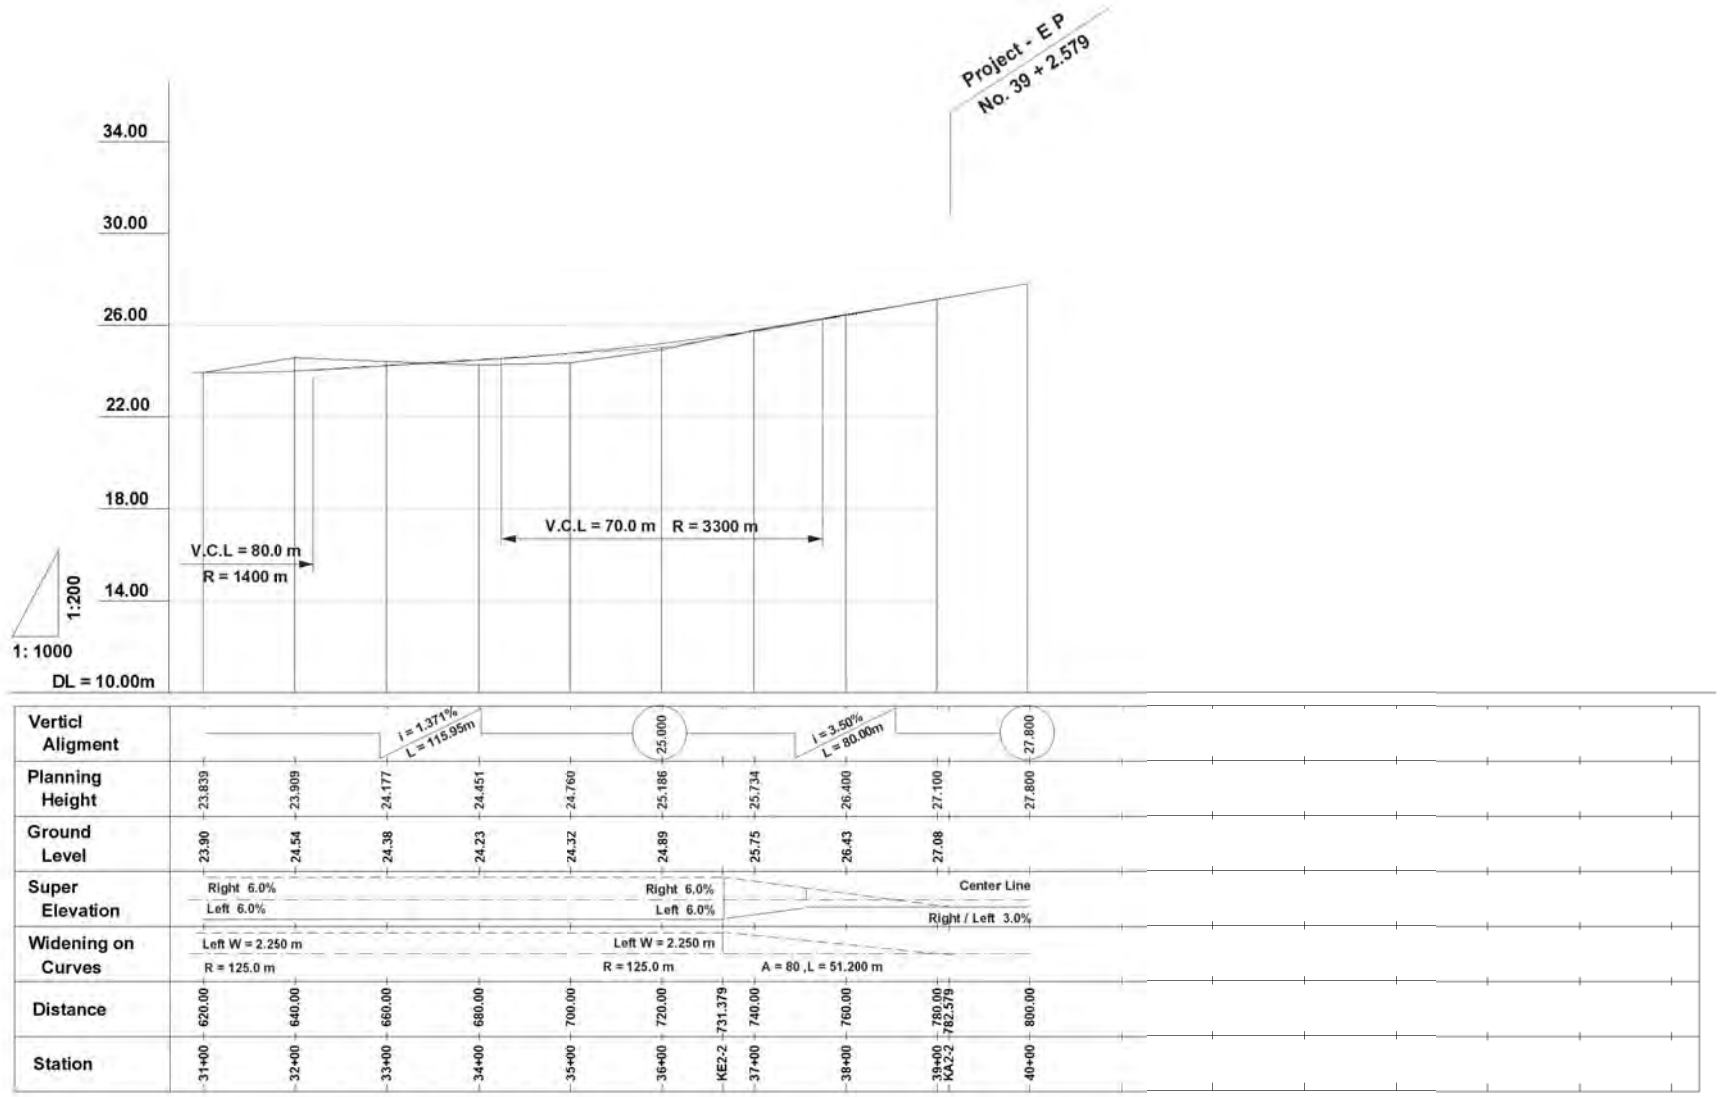 Project - E P
No. 39 + 2.579
34.00
30.00
26.00
22.00
18.00
14.00
V.C.L = 80.0 m
R = 1400 m
V.C.L = 70.0 m R = 3300 m
1:200
1: 1000
DL = 10.00m
Verticl
Aligment
i = 1.371%
L = 115.95m
25.000
i = 3.50%
L = 80.00m
27.800
Planning
Height
23.839 23.909 24.177 24.451 24.760 25.186 25.734 26.400 27.100 27.800
Ground
Level
23.90 24.54 24.38 24.23 24.32 24.89 25.75 26.43 27.08
Super
Elevation
Right 6.0%
Left 6.0%
Right 6.0%
Left 6.0%
Center Line
Right / Left 3.0%
Widening on
Curves
Left W = 2.250 m
R = 125.0 m
Left W = 2.250 m
R = 125.0 m
A = 80 ,L = 51.200 m
Distance
620.00 640.00 660.00 680.00 700.00 720.00 731.379 740.00 760.00 780.00 782.579 800.00
Station
31+00 32+00 33+00 34+00 35+00 36+00 KE2-2 37+00 38+00 39+00 KA2-2 40+00